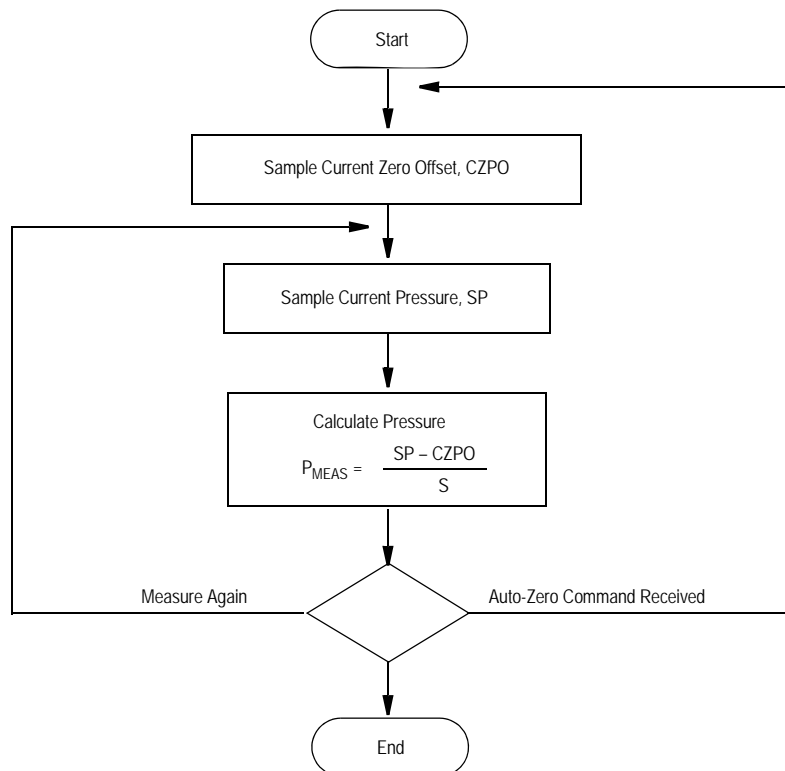 Start
Sample Current Zero Offset, CZPO
Sample Current Pressure, SP
Calculate Pressure
PMEAS = SP – CZPO
S
Measure Again
Auto-Zero Command Received
End